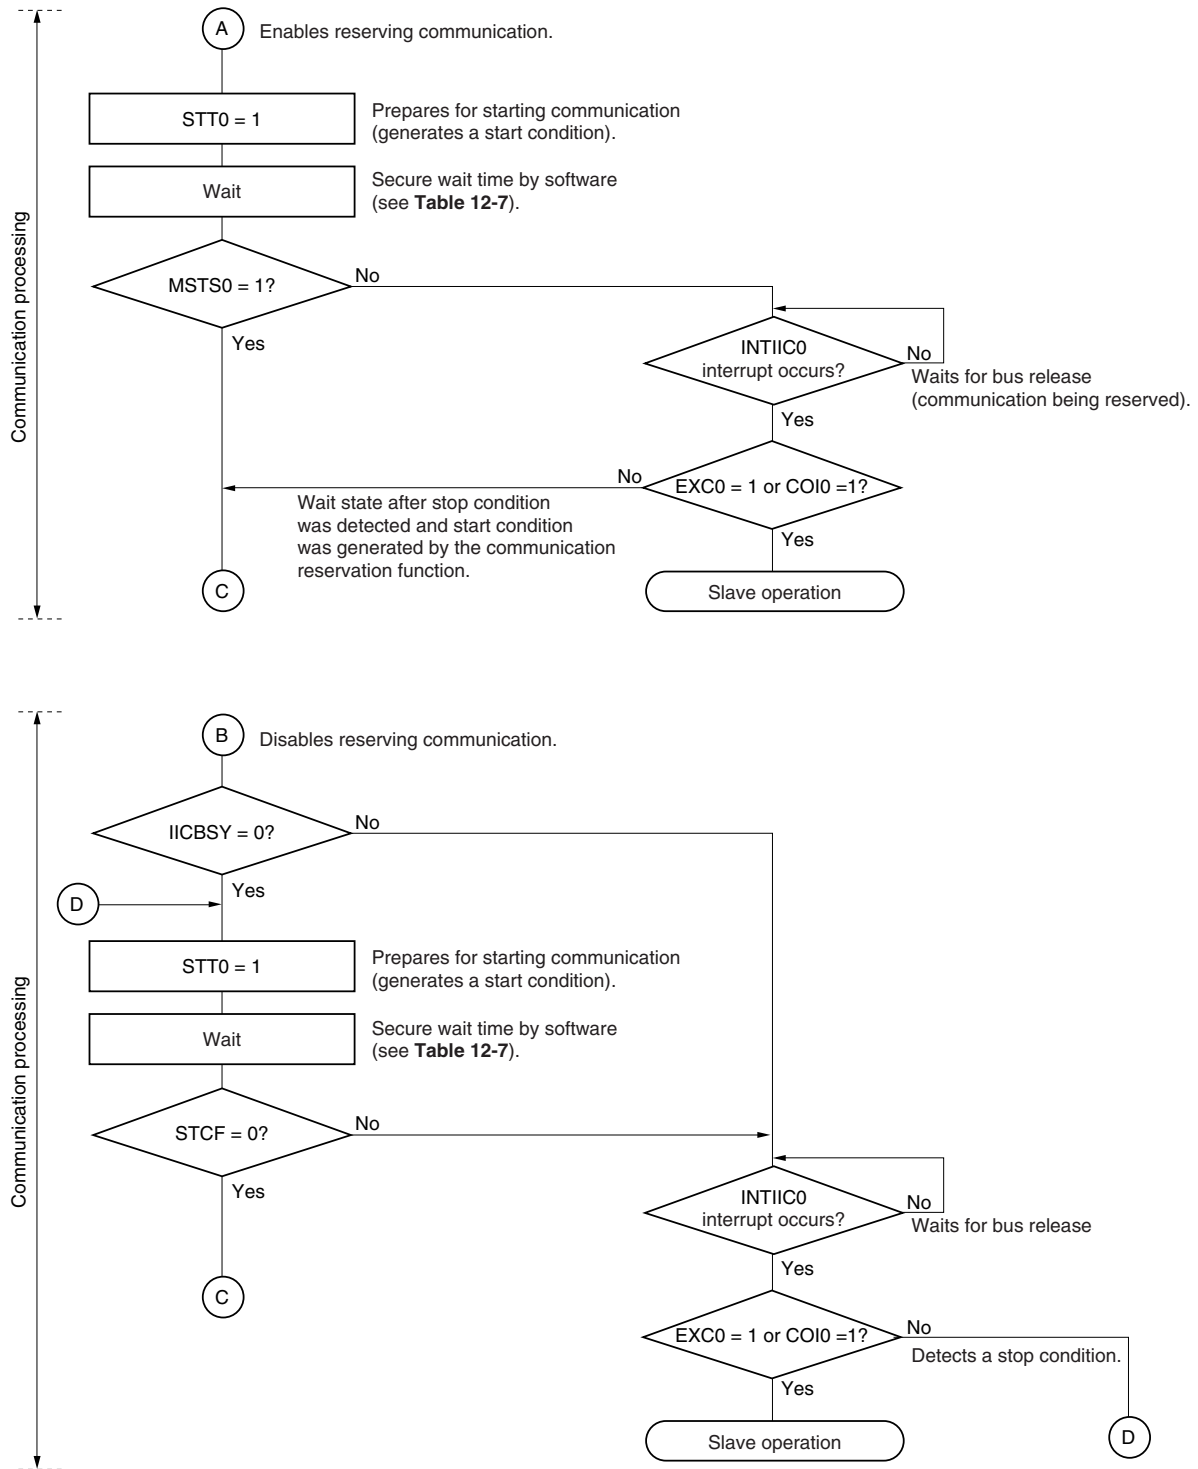 A
Enables reserving communication.
STT0 = 1
Prepares for starting communication
(generates a start condition).
Wait
Secure wait time by software
(see Table 12-7).
Communication processing
MSTS0 = 1?
No
Yes
INTIIC0
interrupt occurs?
No
Waits for bus release
(communication being reserved).
Yes
EXC0 = 1 or COI0 =1?
No
Wait state after stop condition
was detected and start condition
was generated by the communication
reservation function.
Yes
C
Slave operation
B
Disables reserving communication.
IICBSY = 0?
No
Yes
D
STT0 = 1
Prepares for starting communication
(generates a start condition).
Wait
Secure wait time by software
(see Table 12-7).
Communication processing
STCF = 0?
No
Yes
INTIIC0
interrupt occurs?
No
Waits for bus release
Yes
C
EXC0 = 1 or COI0 =1?
No
Detects a stop condition.
Yes
Slave operation
D